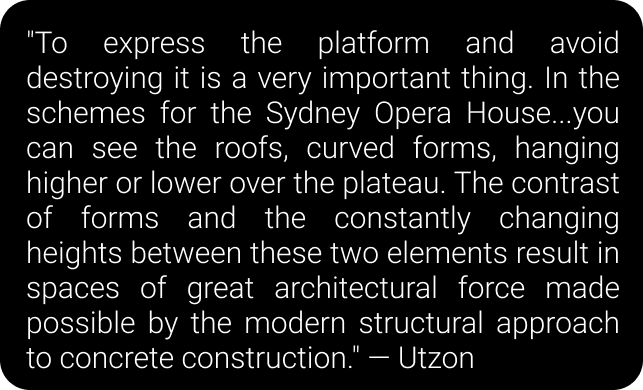 "To express the platform and avoid
destroying it is a very important thing. In the
schemes for the Sydney Opera House...you
can see the roofs, curved forms, hanging
higher or lower over the plateau. The contrast
of forms and the constantly changing
heights between these two elements result in
spaces of great architectural force made
possible by the modern structural approach
to concrete construction." — Utzon